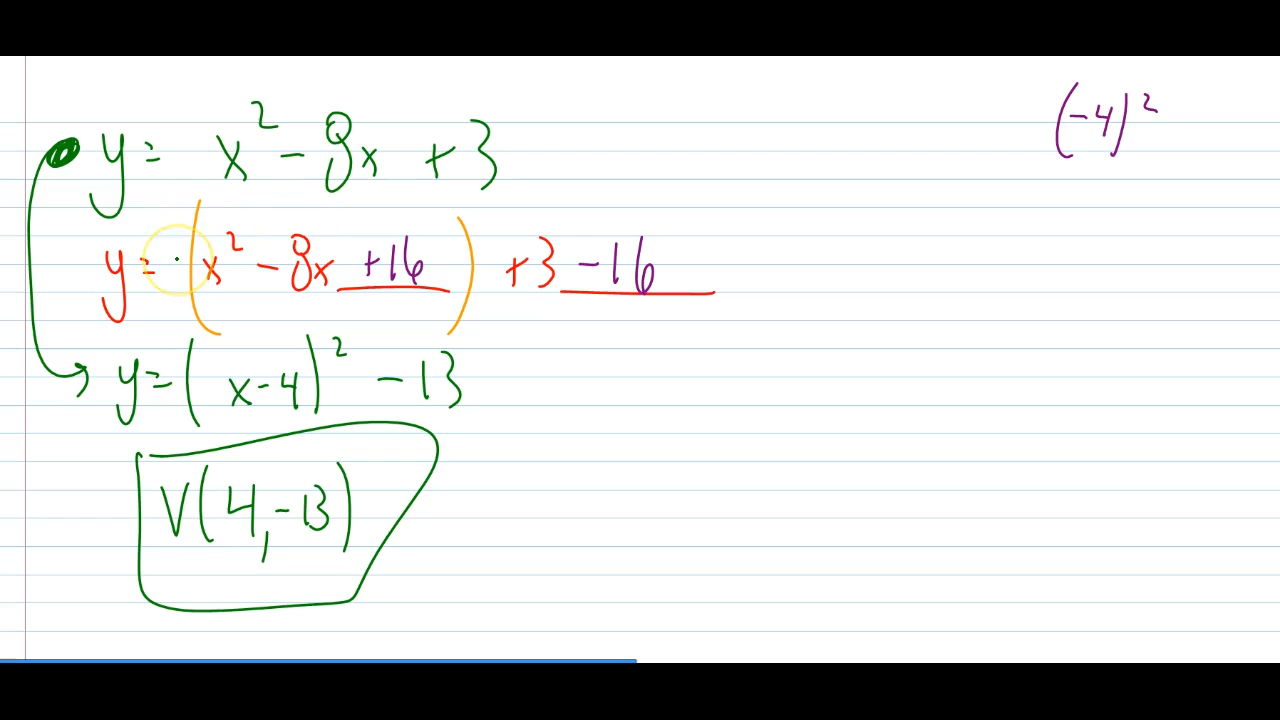 (-4)²
y = x² - 8x + 3
y = (x² - 8x +16) +3 -16
y = (x-4)² - 13
V(4,-13)